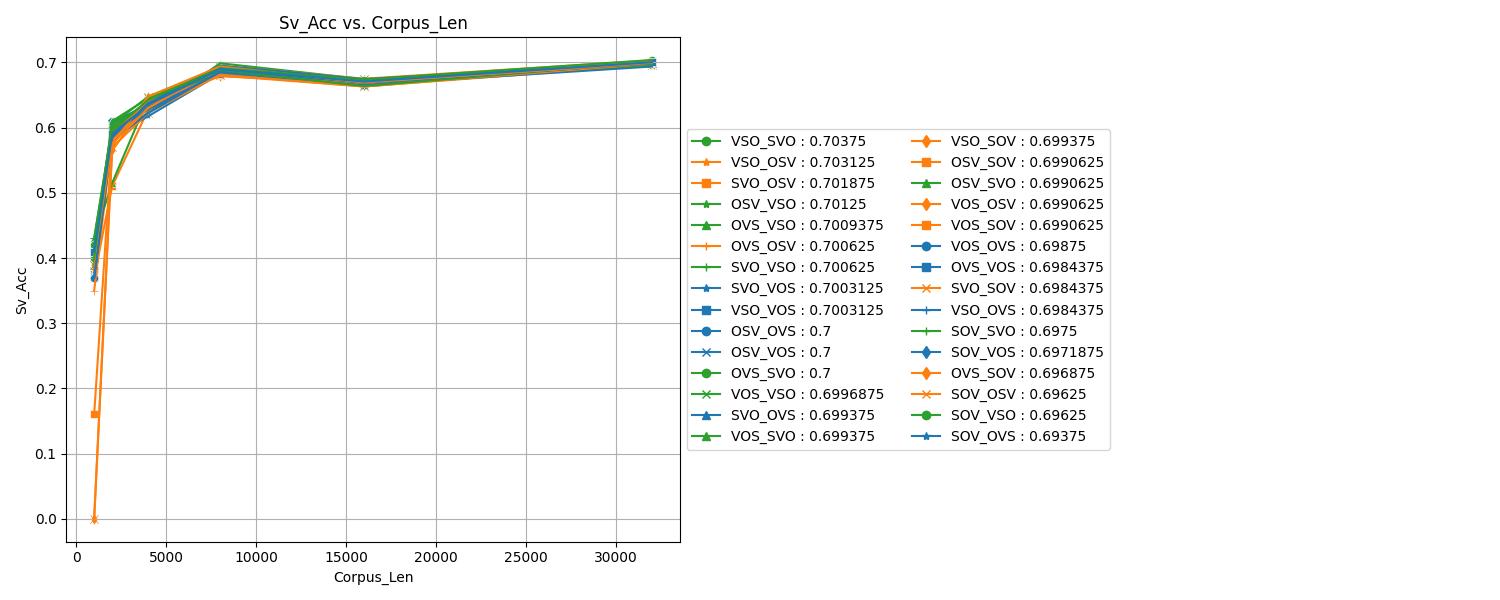 Sv_Acc vs. Corpus_Len
Sv_Acc
0.7
0.6
0.5
0.4
0.3
0.2
0.1
0.0
0
5000
10000
15000
20000
25000
30000
Corpus_Len
VSO_SVO : 0.70375
VSO_OSV : 0.703125
SVO_OSV : 0.701875
OSV_VSO : 0.70125
OVS_VSO : 0.7009375
OVS_OSV : 0.700625
SVO_VSO : 0.700625
SVO_VOS : 0.7003125
VSO_VOS : 0.7003125
OSV_OVS : 0.7
OSV_VOS : 0.7
OVS_SVO : 0.7
VOS_VSO : 0.6996875
SVO_OVS : 0.699375
VOS_SVO : 0.699375
VSO_SOV : 0.699375
OSV_SOV : 0.6990625
OSV_SVO : 0.6990625
VOS_OSV : 0.6990625
VOS_SOV : 0.6990625
VOS_OVS : 0.69875
OVS_VOS : 0.6984375
SVO_SOV : 0.6984375
VSO_OVS : 0.6984375
SOV_SVO : 0.6975
SOV_VOS : 0.6971875
OVS_SOV : 0.696875
SOV_OSV : 0.69625
SOV_VSO : 0.69625
SOV_OVS : 0.69375